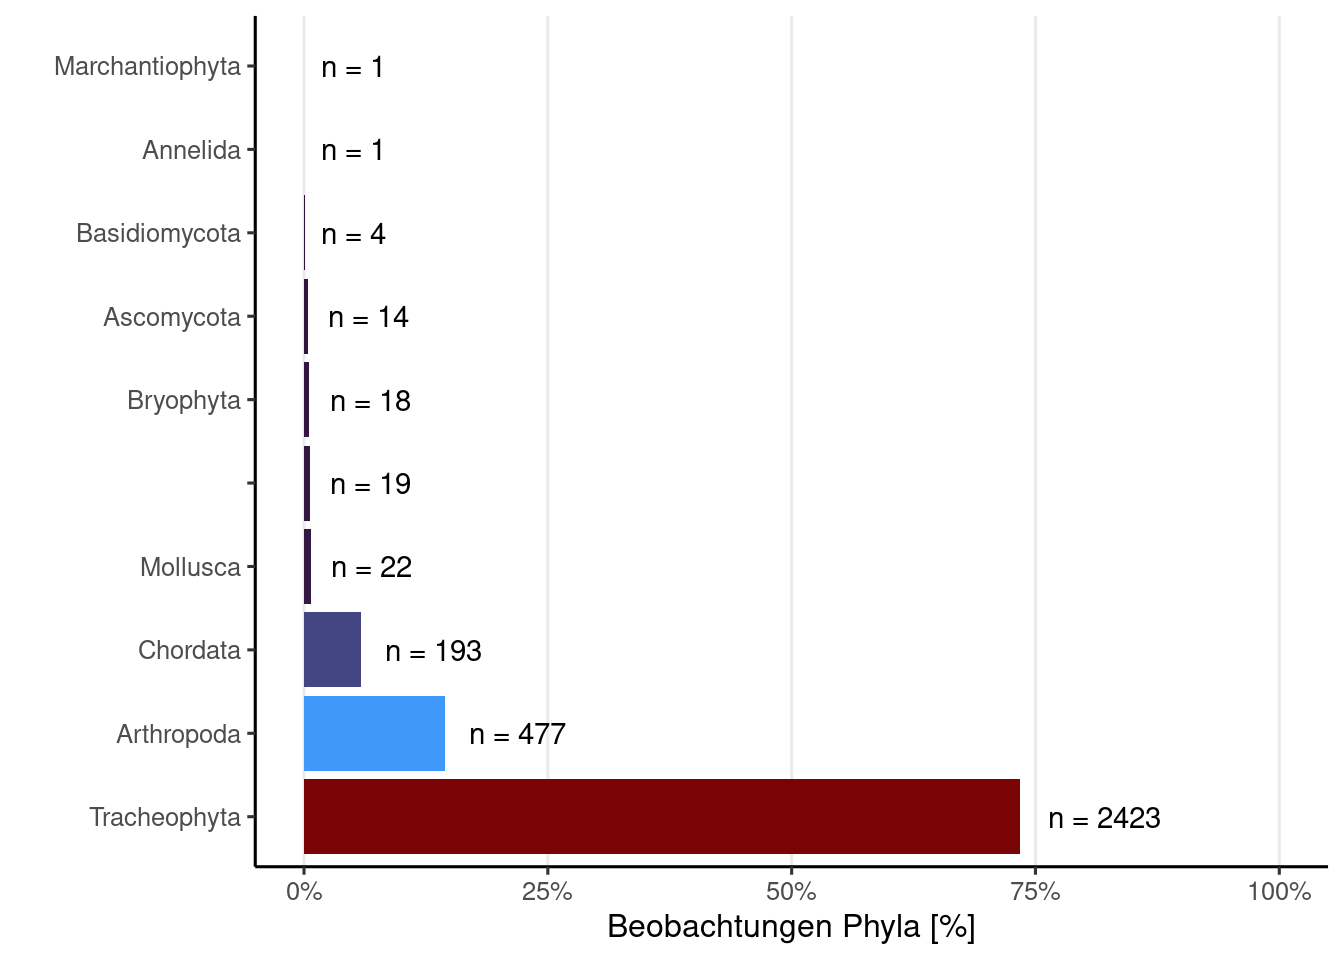 Marchantiophyta n = 1
Annelida n = 1
Basidiomycota n = 4
Ascomycota n = 14
Bryophyta n = 18
n = 19
Mollusca n = 22
Chordata n = 193
Arthropoda n = 477
Tracheophyta n = 2423
0% 25% 50% 75% 100%
Beobachtungen Phyla [%]